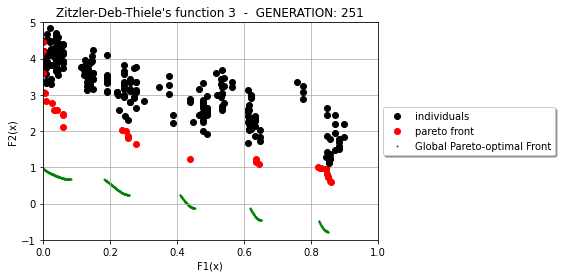 Zitzler-Deb-Thiele's function 3  -  GENERATION: 251
5
4
3
2
1
0
−1
F2(x)
0.0
0.2
0.4
0.6
0.8
1.0
F1(x)
individuals
pareto front
Global Pareto-optimal Front